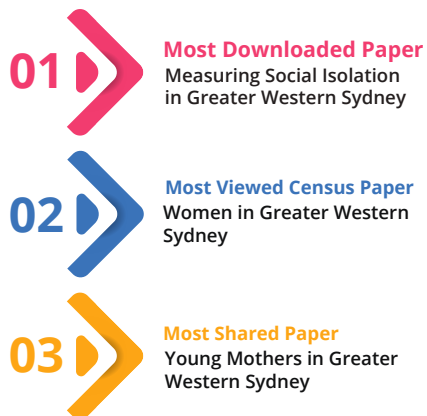 01
Most Downloaded Paper
Measuring Social Isolation
in Greater Western Sydney
02
Most Viewed Census Paper
Women in Greater Western
Sydney
03
Most Shared Paper
Young Mothers in Greater
Western Sydney